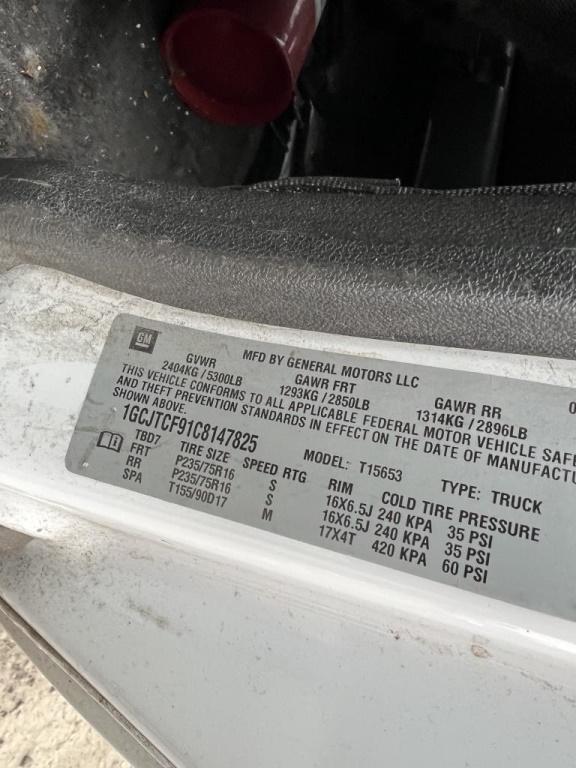 GM
MFD BY GENERAL MOTORS LLC
GVWR GAWR FRT GAWR RR
2404KG / 5300LB 1293KG / 2850LB 1314KG / 2896LB
THIS VEHICLE CONFORMS TO ALL APPLICABLE FEDERAL MOTOR VEHICLE
AND THEFT PREVENTION STANDARDS IN EFFECT ON THE DATE OF
SHOWN ABOVE.
1GCJTCF91C8147825
MODEL: T15653 TYPE: TRUCK
TBD7 TIRE SIZE SPEED RTG RIM COLD TIRE PRESSURE
FRT P235/75R16 S 16X6.5J 240 KPA 35 PSI
RR P235/75R16 S 16X6.5J 240 KPA 35 PSI
SPA T155/90D17 M 17X4T 420 KPA 60 PSI